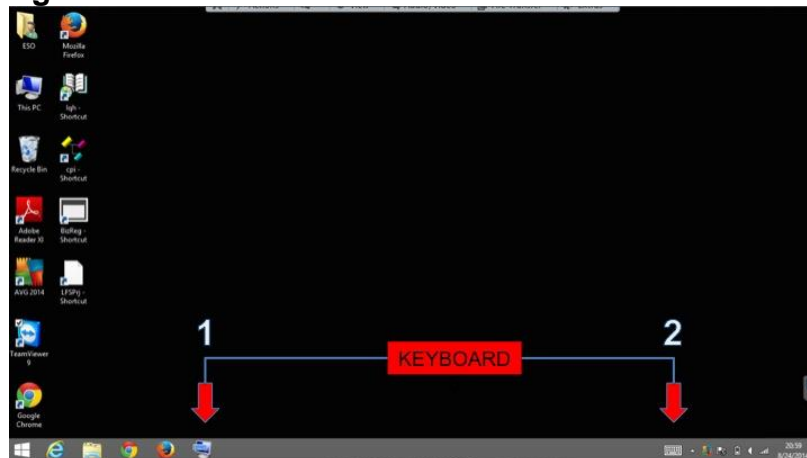 ESO
Mozilla
Firefox
This PC
lqh -
Shortcut
Recycle Bin
cpi -
Shortcut
Adobe
Reader XI
BizReg -
Shortcut
AVG 2014
LFSPrj -
Shortcut
TeamViewer
9
Google
Chrome
1
2
KEYBOARD
20:59